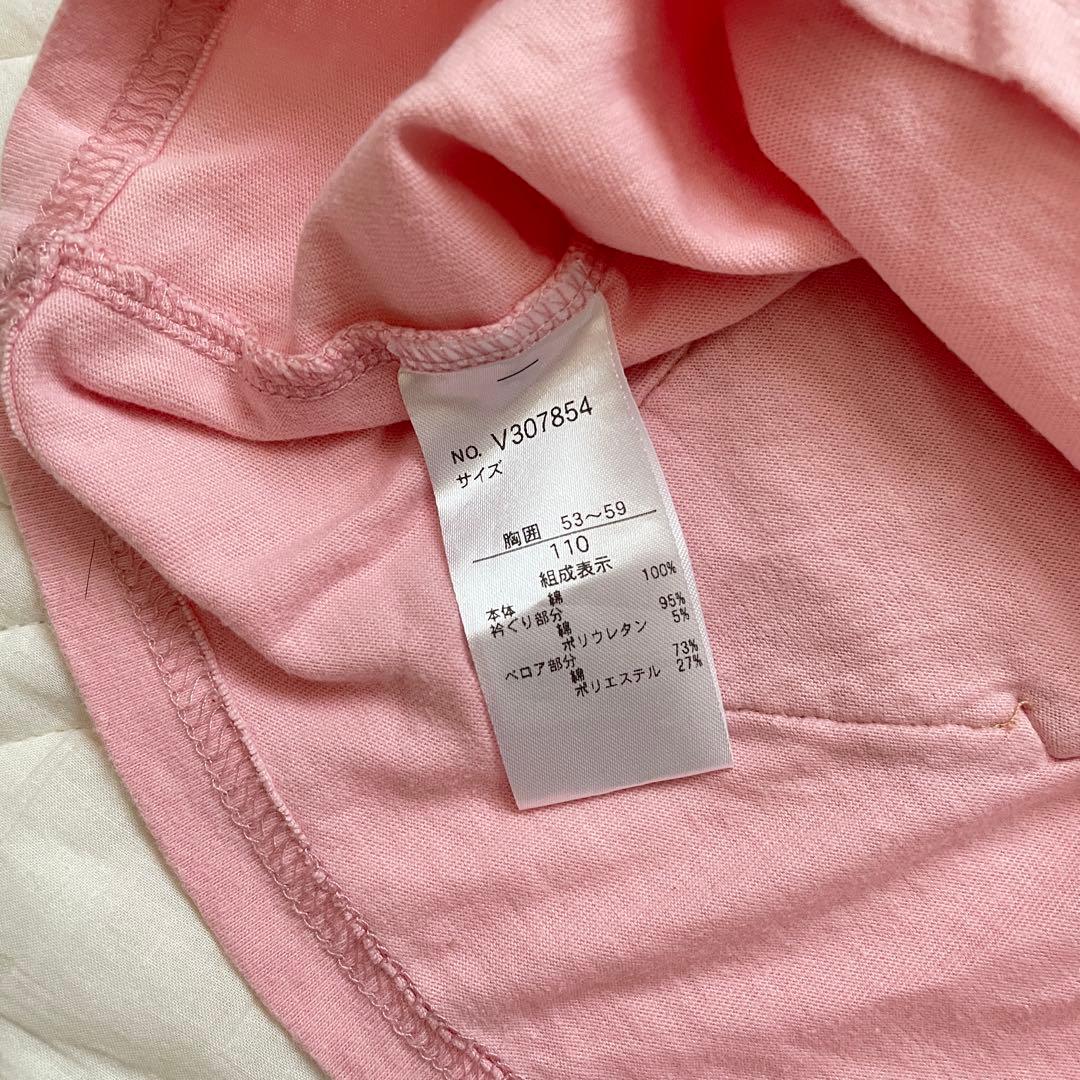 NO. V307854
サイズ
胸囲 53～59
110
組成表示
本体 綿 100%
衿ぐり部分
綿 95%
ポリウレタン 5%
ベロア部分
綿 73%
ポリエステル 27%